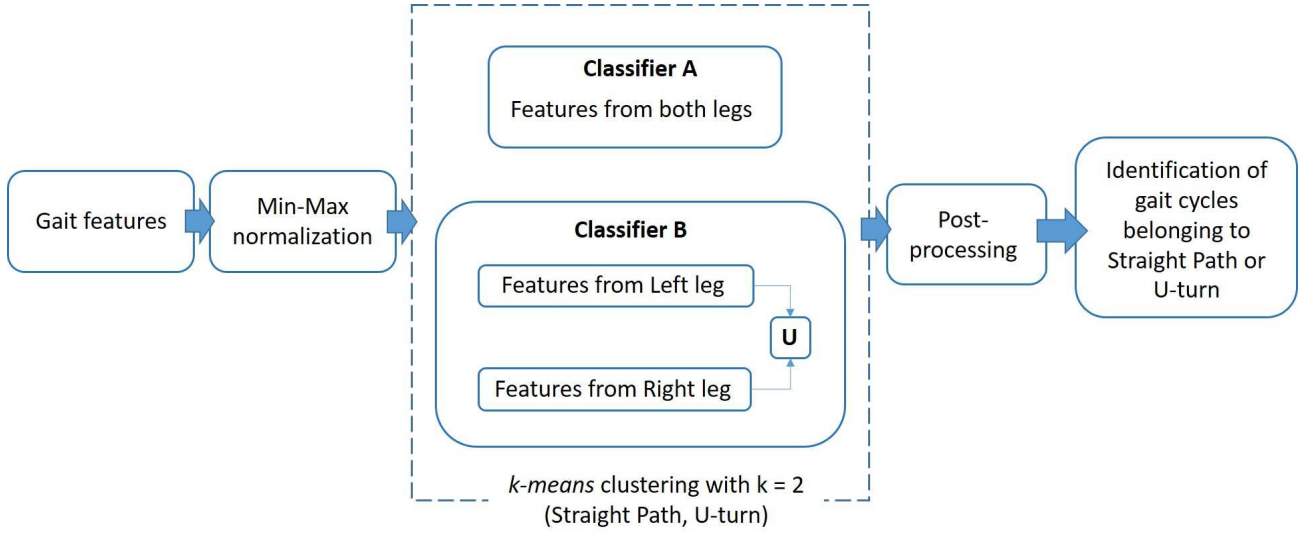 Gait features
Min-Max
normalization
Classifier A
Features from both legs
Classifier B
Features from Left leg
U
Features from Right leg
k-means clustering with k = 2
(Straight Path, U-turn)
Post-
processing
Identification of
gait cycles
belonging to
Straight Path or
U-turn